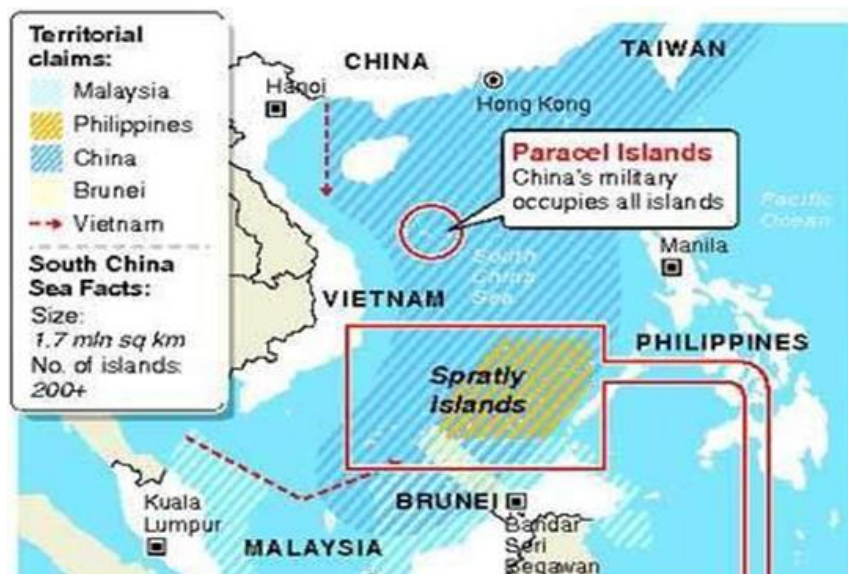 Territorial
claims:
Malaysia
Philippines
China
Brunei
Vietnam
South China
Sea Facts:
Size:
1.7 mln sq km
No. of islands:
200+
CHINA
TAIWAN
Hanoi
Hong Kong
Paracel Islands
China's military
occupies all islands
Pacific
Ocean
South
China
Sea
Manila
VIETNAM
PHILIPPINES
Spratly
Islands
BRUNEI
Bandar
Seri
Begawan
Kuala
Lumpur
MALAYSIA